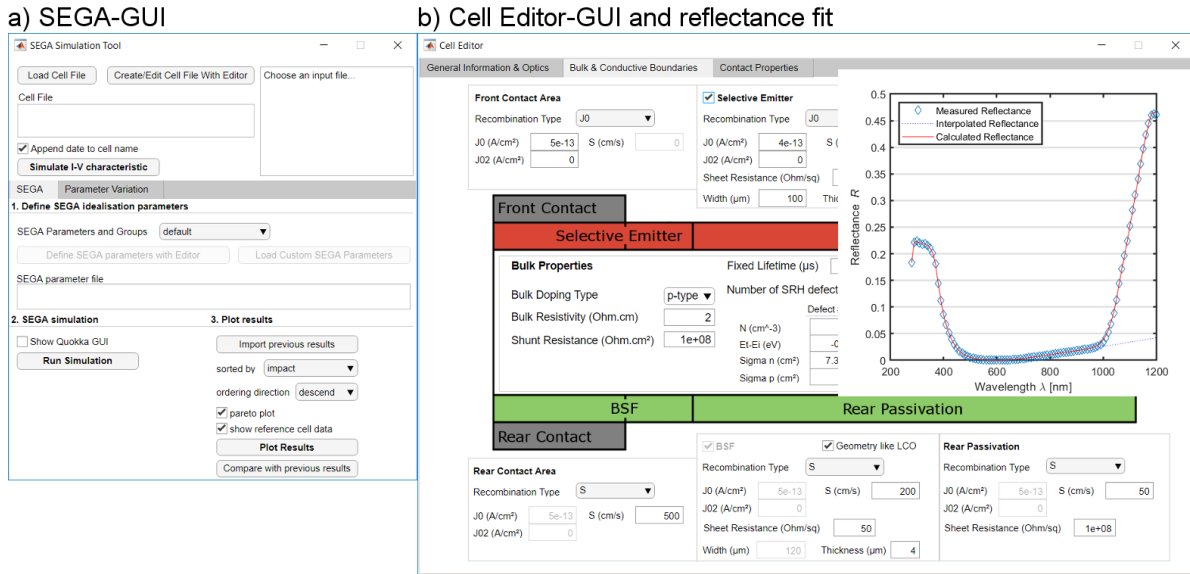 a) SEGA-GUI
SEGA Simulation Tool
Load Cell File
Create/Edit Cell File With Editor
Choose an input file...
Cell File
Append date to cell name
Simulate I-V characteristic
SEGA
Parameter Variation
1. Define SEGA idealisation parameters
SEGA Parameters and Groups
default
Define SEGA parameters with Editor
Load Custom SEGA Parameters
SEGA parameter file
2. SEGA simulation
3. Plot results
Show Quokka GUI
Run Simulation
Import previous results
sorted by
impact
ordering direction
descend
pareto plot
show reference cell data
Plot Results
Compare with previous results
b) Cell Editor-GUI and reflectance fit
Cell Editor
General Information & Optics
Bulk & Conductive Boundaries
Contact Properties
Front Contact Area
Recombination Type
J0
J0 (A/cm²)
5e-13
S (cm/s)
0
J02 (A/cm²)
0
Selective Emitter
Recombination Type
J0
J0 (A/cm²)
4e-13
S (
J02 (A/cm²)
0
Sheet Resistance (Ohm/sq)
Width (µm)
100
Front Contact
Selective Emitter
Bulk Properties
Bulk Doping Type
p-type
Bulk Resistivity (Ohm.cm)
2
Shunt Resistance (Ohm.cm²)
1e+08
Fixed Lifetime (µs)
Number of SRH defect
Defect
N (cm^-3)
Et-Ei (eV)
-0
Sigma n (cm²)
7.3
Sigma p (cm²)
BSF
Rear Passivation
Rear Contact
Measured Reflectance
Interpolated Reflectance
Calculated Reflectance
Reflectance R
0.5
0.45
0.4
0.35
0.3
0.25
0.2
0.15
0.1
0.05
0
200
400
600
800
1000
1200
Wavelength λ [nm]
Rear Contact Area
Recombination Type
S
J0 (A/cm²)
5e-13
S (cm/s)
500
J02 (A/cm²)
0
BSF
Geometry like LCO
Recombination Type
S
J0 (A/cm²)
5e-13
S (cm/s)
200
J02 (A/cm²)
0
Sheet Resistance (Ohm/sq)
50
Width (µm)
120
Thickness (µm)
4
Rear Passivation
Recombination Type
S
J0 (A/cm²)
5e-13
S (cm/s)
50
J02 (A/cm²)
0
Sheet Resistance (Ohm/sq)
1e+08